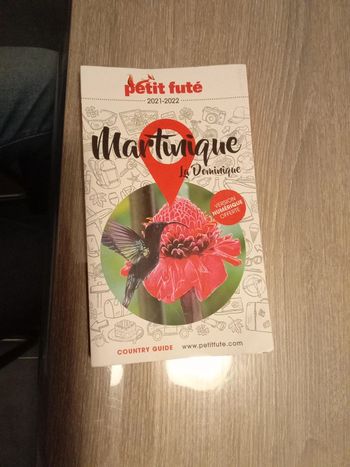 petit futé
2021-2022
Martinique
La Dominique
VERSION
NUMÉRIQUE
OFFERTE
COUNTRY GUIDE www.petitfute.com